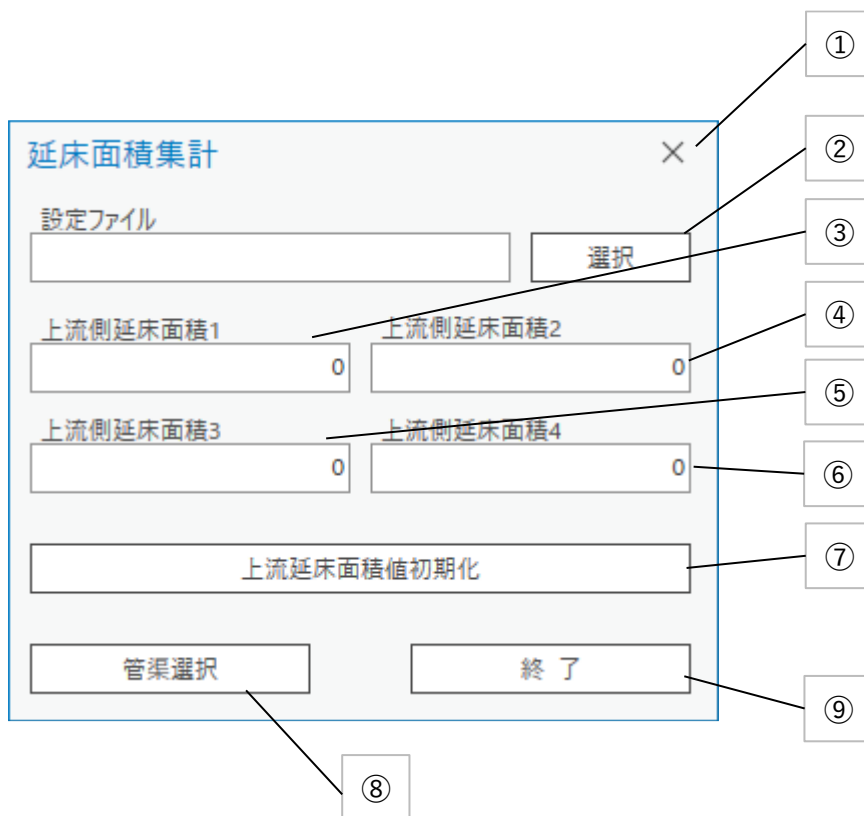 ①
延床面積集計
②
設定ファイル
③
選択
④
上流側延床面積1 上流側延床面積2
0 0
⑤
上流側延床面積3 上流側延床面積4
0 0
⑥
⑦
上流延床面積値初期化
管渠選択 終 了
⑨
⑧